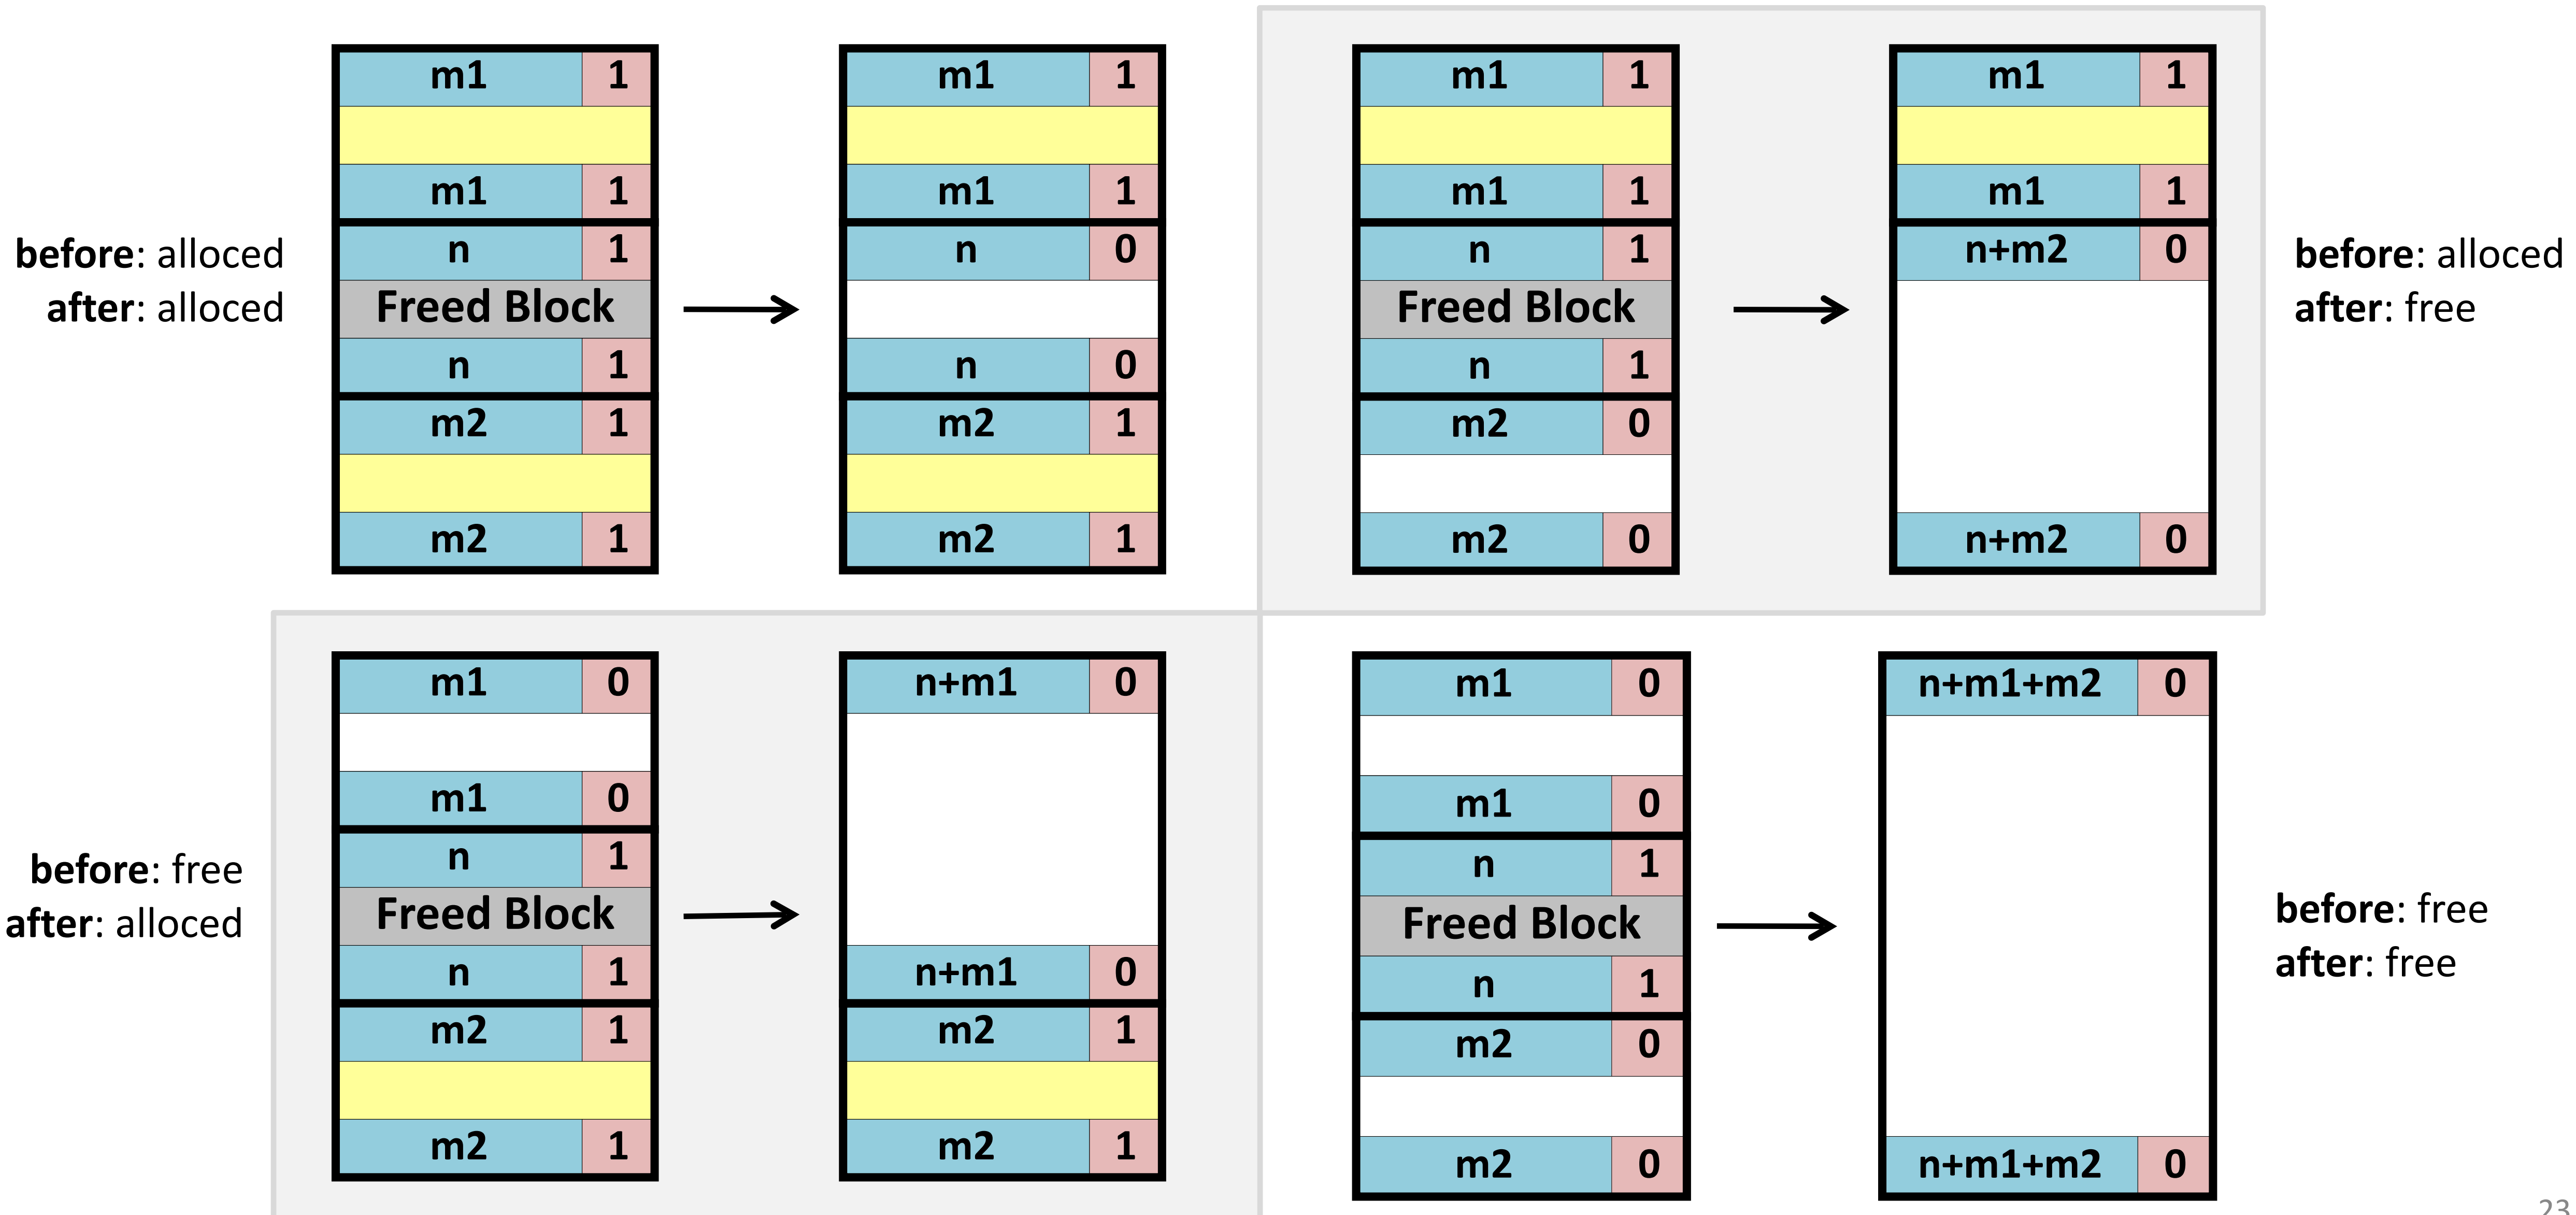 before: alloced
after: alloced
m1 1
m1 1
n 1
Freed Block
n 1
m2 1
m2 1
m1 1
m1 1
n 0
n 0
m2 1
m2 1
m1 1
m1 1
n 1
Freed Block
n 1
m2 0
m2 0
m1 1
m1 1
n+m2 0
n+m2 0
before: alloced
after: free
before: free
after: alloced
m1 0
m1 0
n 1
Freed Block
n 1
m2 1
m2 1
n+m1 0
n+m1 0
m2 1
m2 1
m1 0
m1 0
n 1
Freed Block
n 1
m2 0
m2 0
n+m1+m2 0
n+m1+m2 0
before: free
after: free
23